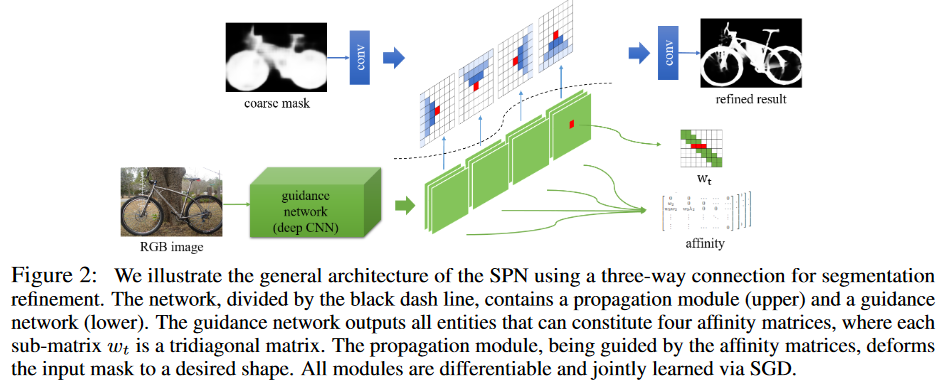 conv
conv
coarse mask
refined result
guidance
network
(deep CNN)
w_t
RGB image
affinity
Figure 2: We illustrate the general architecture of the SPN using a three-way connection for segmentation
refinement. The network, divided by the black dash line, contains a propagation module (upper) and a guidance
network (lower). The guidance network outputs all entities that can constitute four affinity matrices, where each
sub-matrix w_t is a tridiagonal matrix. The propagation module, being guided by the affinity matrices, deforms
the input mask to a desired shape. All modules are differentiable and jointly learned via SGD.